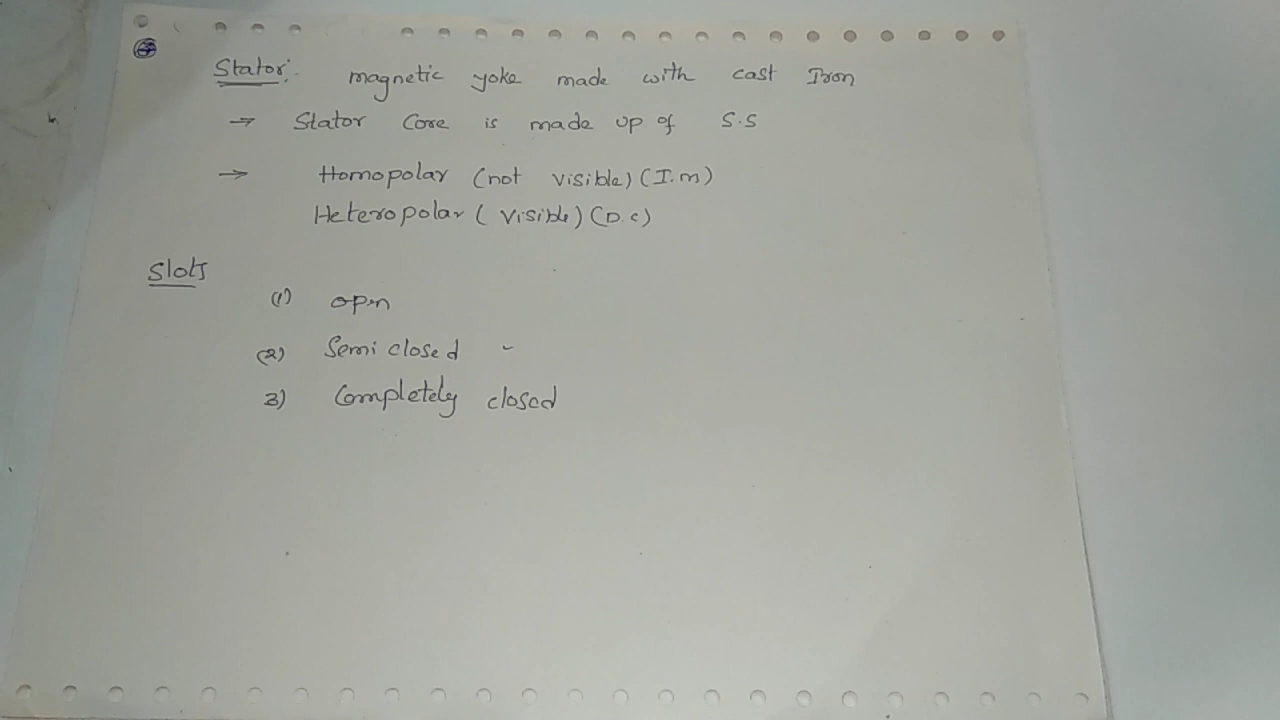 Stator:- magnetic yoke made with cast Iron
→ Stator Core is made up of S.S
→ Homopolar (not visible) (I.m)
Heteropolar (visible) (D.c)
Slots
(1) open
(2) Semi closed -
3) Completely closed